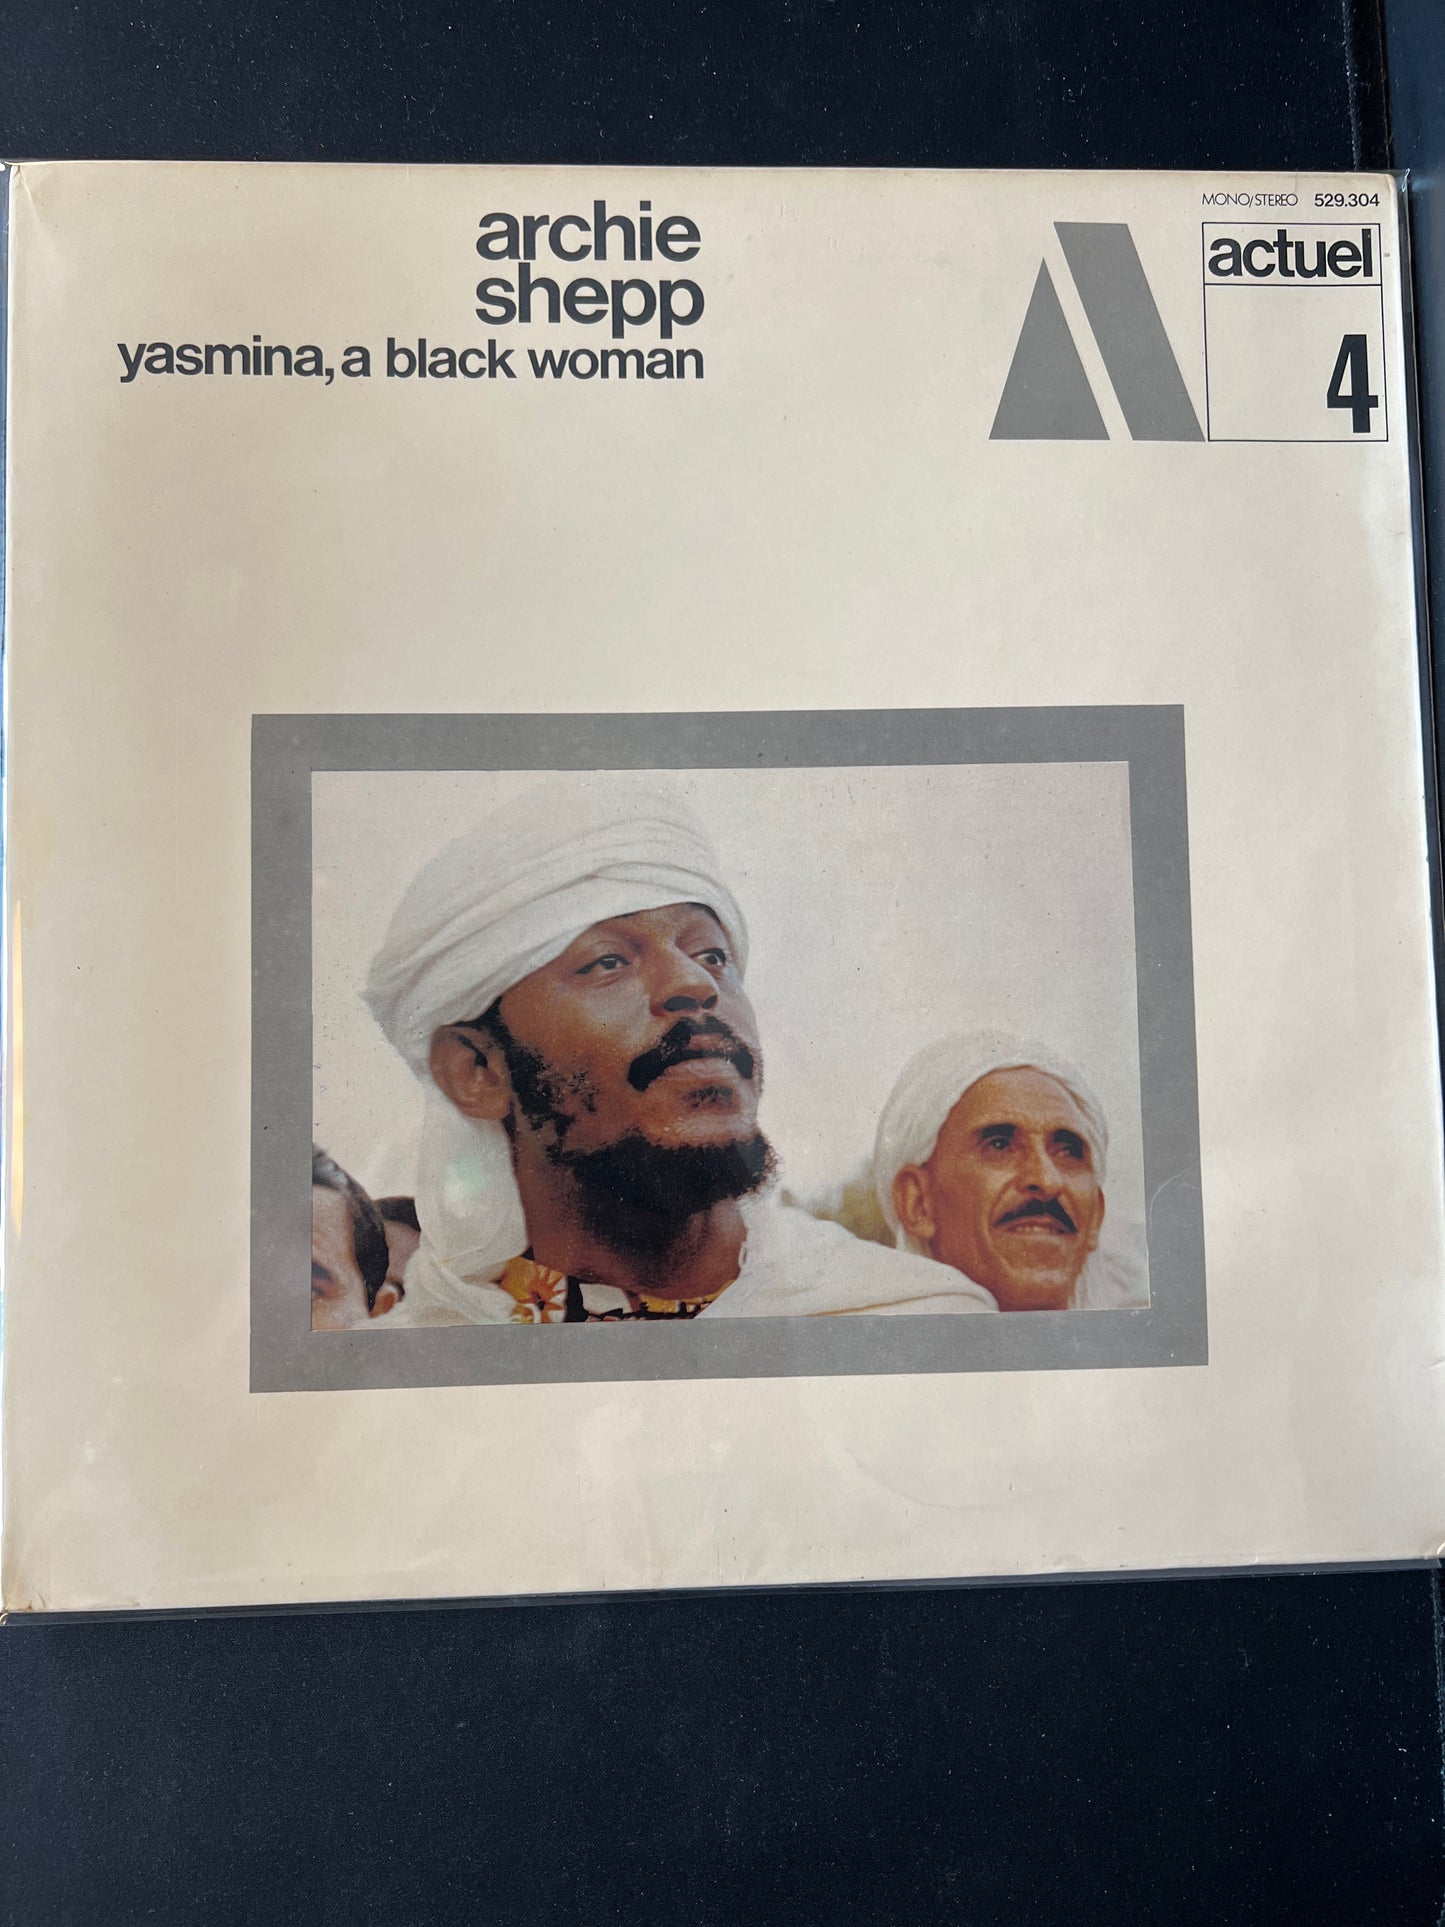 archie
shepp
yasmina, a black woman
MONO/STEREO 529.304
actuel
4